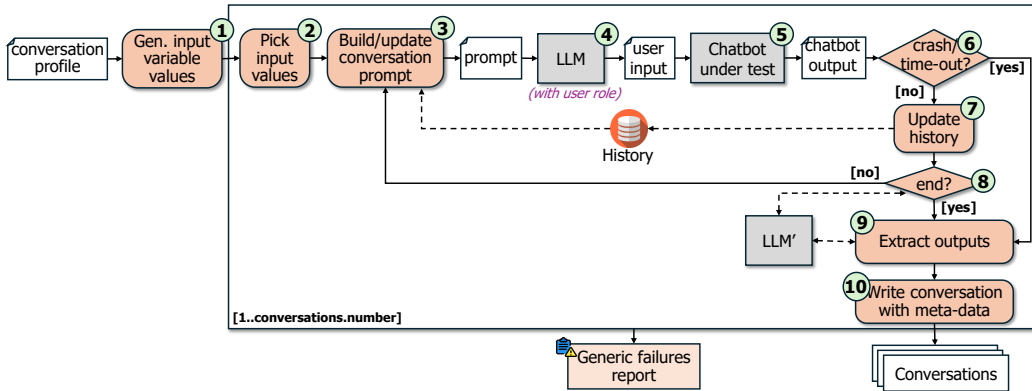 conversation
profile
1
Gen. input
variable
values
2
Pick
input
values
3
Build/update
conversation
prompt
prompt
4
LLM
(with user role)
user
input
5
Chatbot
under test
chatbot
output
6
crash/
time-out?
[yes]
[no]
7
Update
history
History
[no]
8
end?
[yes]
LLM’
9
Extract outputs
10
Write conversation
with meta-data
[1..conversations.number]
Generic failures
report
Conversations